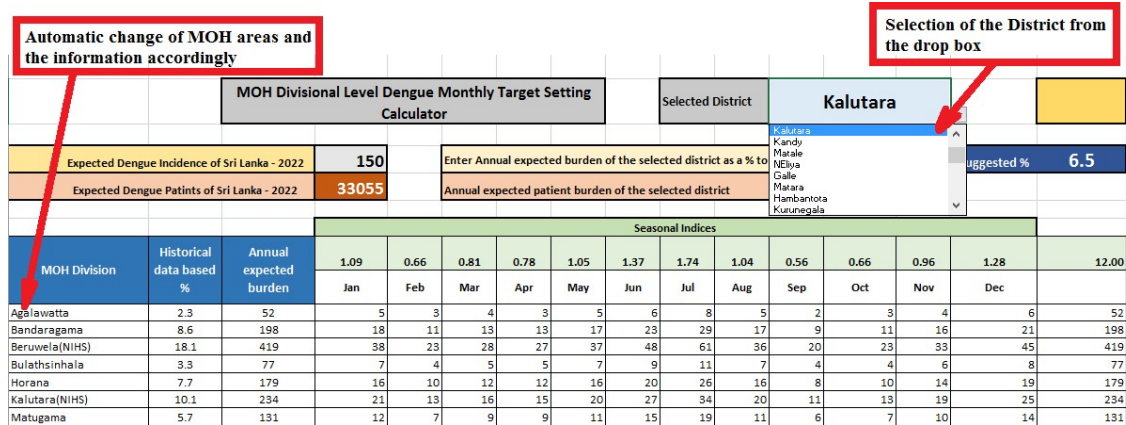 Automatic change of MOH areas and
the information accordingly
Selection of the District from
the drop box
MOH Divisional Level Dengue Monthly Target Setting
Calculator
Selected District
Kalutara
Kalutara
Kandy
Matale
NEliya
Galle
Matara
Hambantota
Kurunegala
Expected Dengue Incidence of Sri Lanka - 2022 150 Enter Annual expected burden of the selected district as a % to uggested % 6.5
Expected Dengue Patints of Sri Lanka - 2022 33055 Annual expected patient burden of the selected district
Seasonal Indices
MOH Division Historical data based % Annual expected burden
1.09 0.66 0.81 0.78 1.05 1.37 1.74 1.04 0.56 0.66 0.96 1.28 12.00
Jan Feb Mar Apr May Jun Jul Aug Sep Oct Nov Dec
Agalawatta 2.3 52 5 3 4 3 5 6 8 5 2 3 4 6 52
Bandaragama 8.6 198 18 11 13 13 17 23 29 17 9 11 16 21 198
Beruwela(NIHS) 18.1 419 38 23 28 27 37 48 61 36 20 23 33 45 419
Bulathsinhala 3.3 77 7 4 5 5 7 9 11 7 4 4 6 8 77
Horana 7.7 179 16 10 12 12 16 20 26 16 8 10 14 19 179
Kalutara(NIHS) 10.1 234 21 13 16 15 20 27 34 20 11 13 19 25 234
Matugama 5.7 131 12 7 9 9 11 15 19 11 6 7 10 14 131